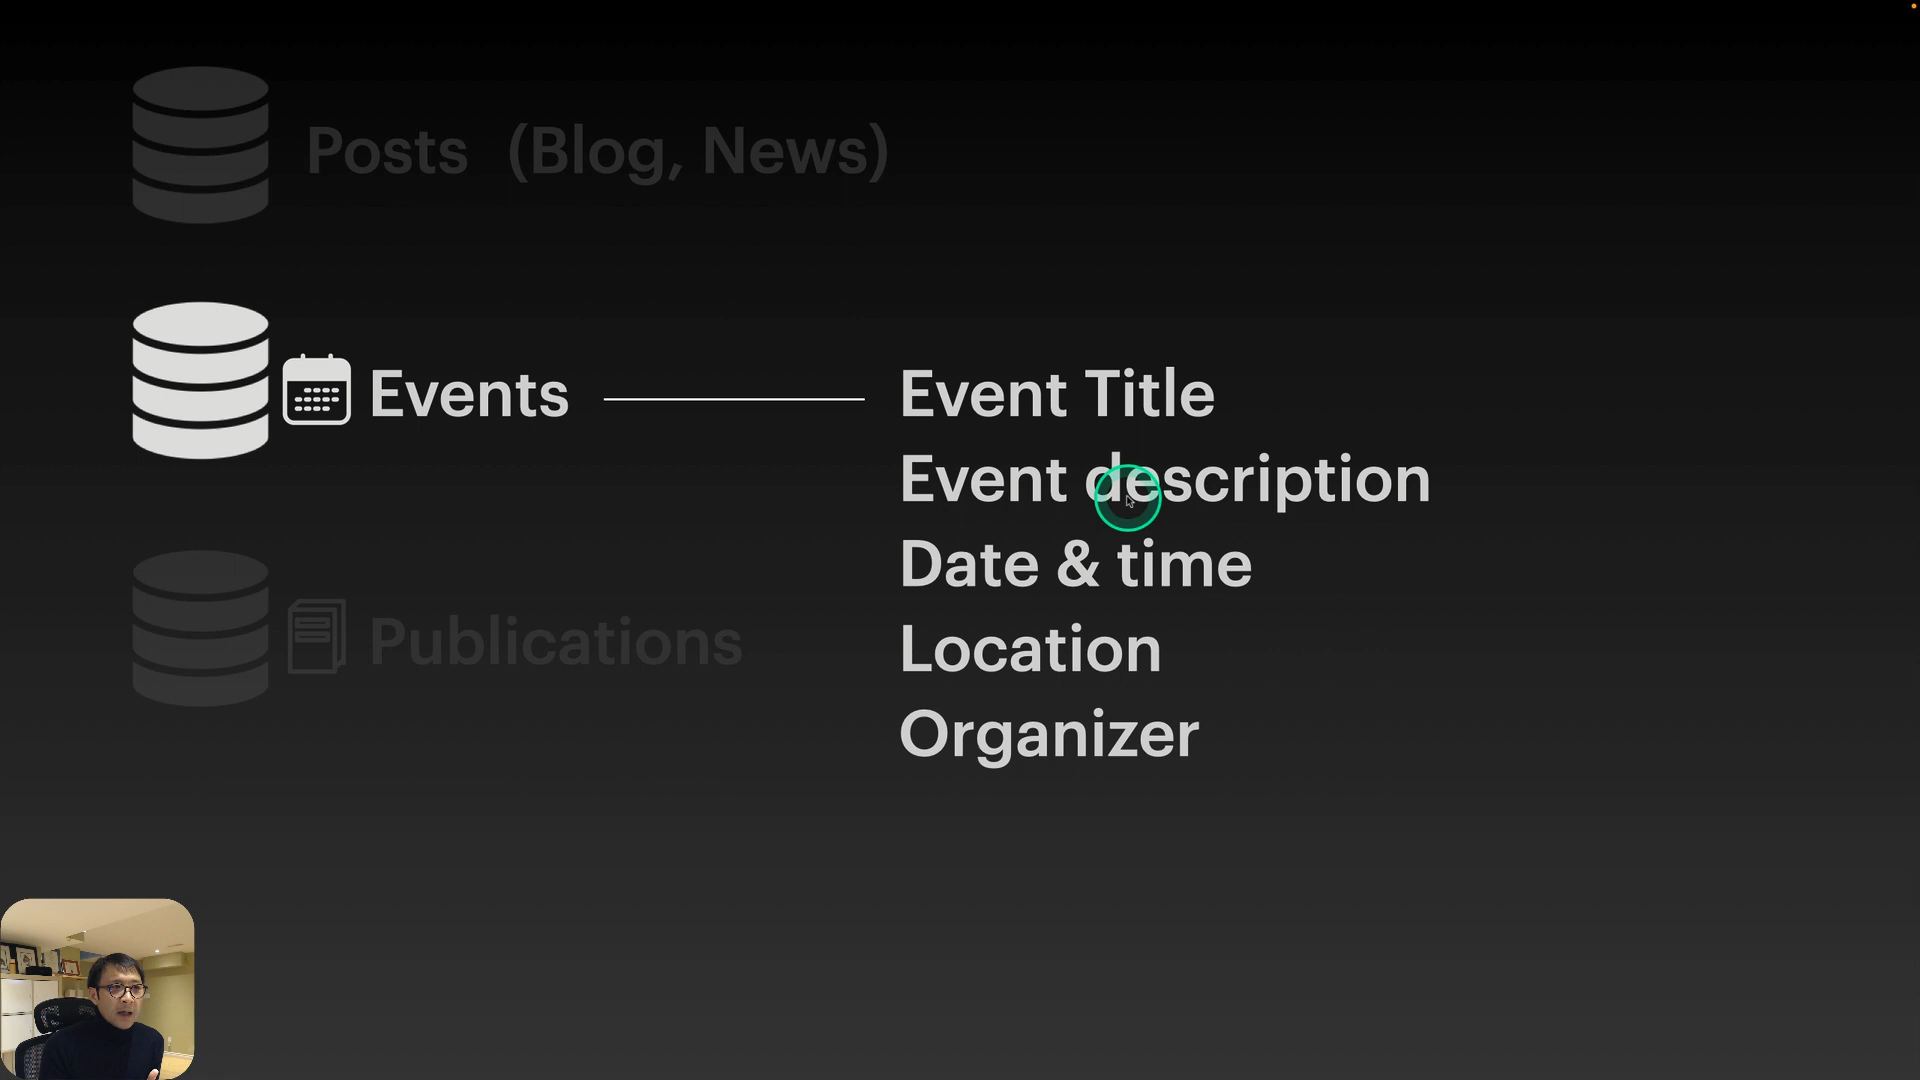 Posts (Blog, News)
Events
Event Title
Event description
Date & time
Location
Organizer
Publications